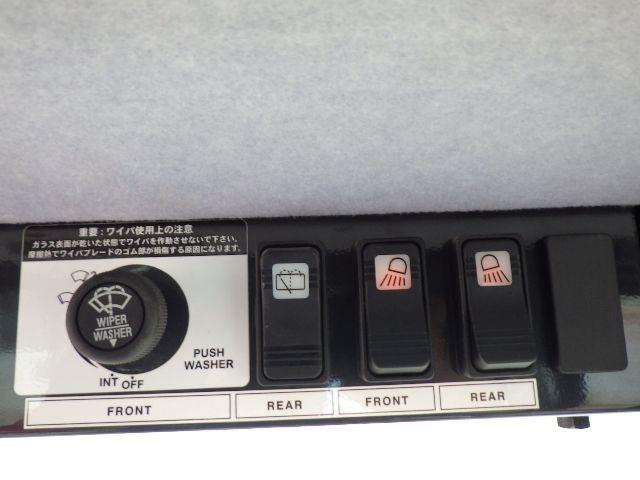 重要：ワイパ使用上の注意
ガラス表面が乾いた状態でワイパを作動させないで下さい。
摩擦熱でワイパブレードのゴム部が損傷する原因になります。
WIPER
WASHER
PUSH
WASHER
INT OFF
FRONT
REAR
FRONT
REAR